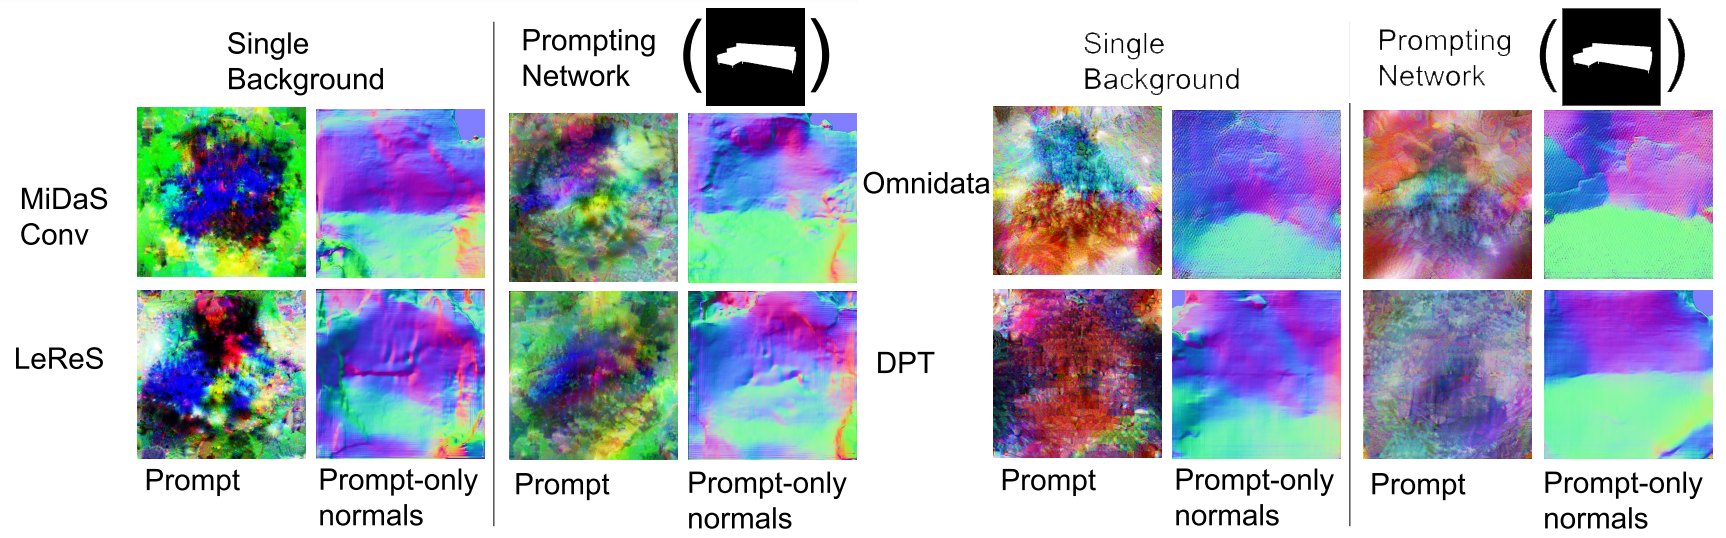 Single
Background
Prompting
Network
( )
MiDaS
Conv
LeReS
Prompt
Prompt-only
normals
Prompt
Prompt-only
normals
Single
Background
Prompting
Network
( )
Omnidata
DPT
Prompt
Prompt-only
normals
Prompt
Prompt-only
normals